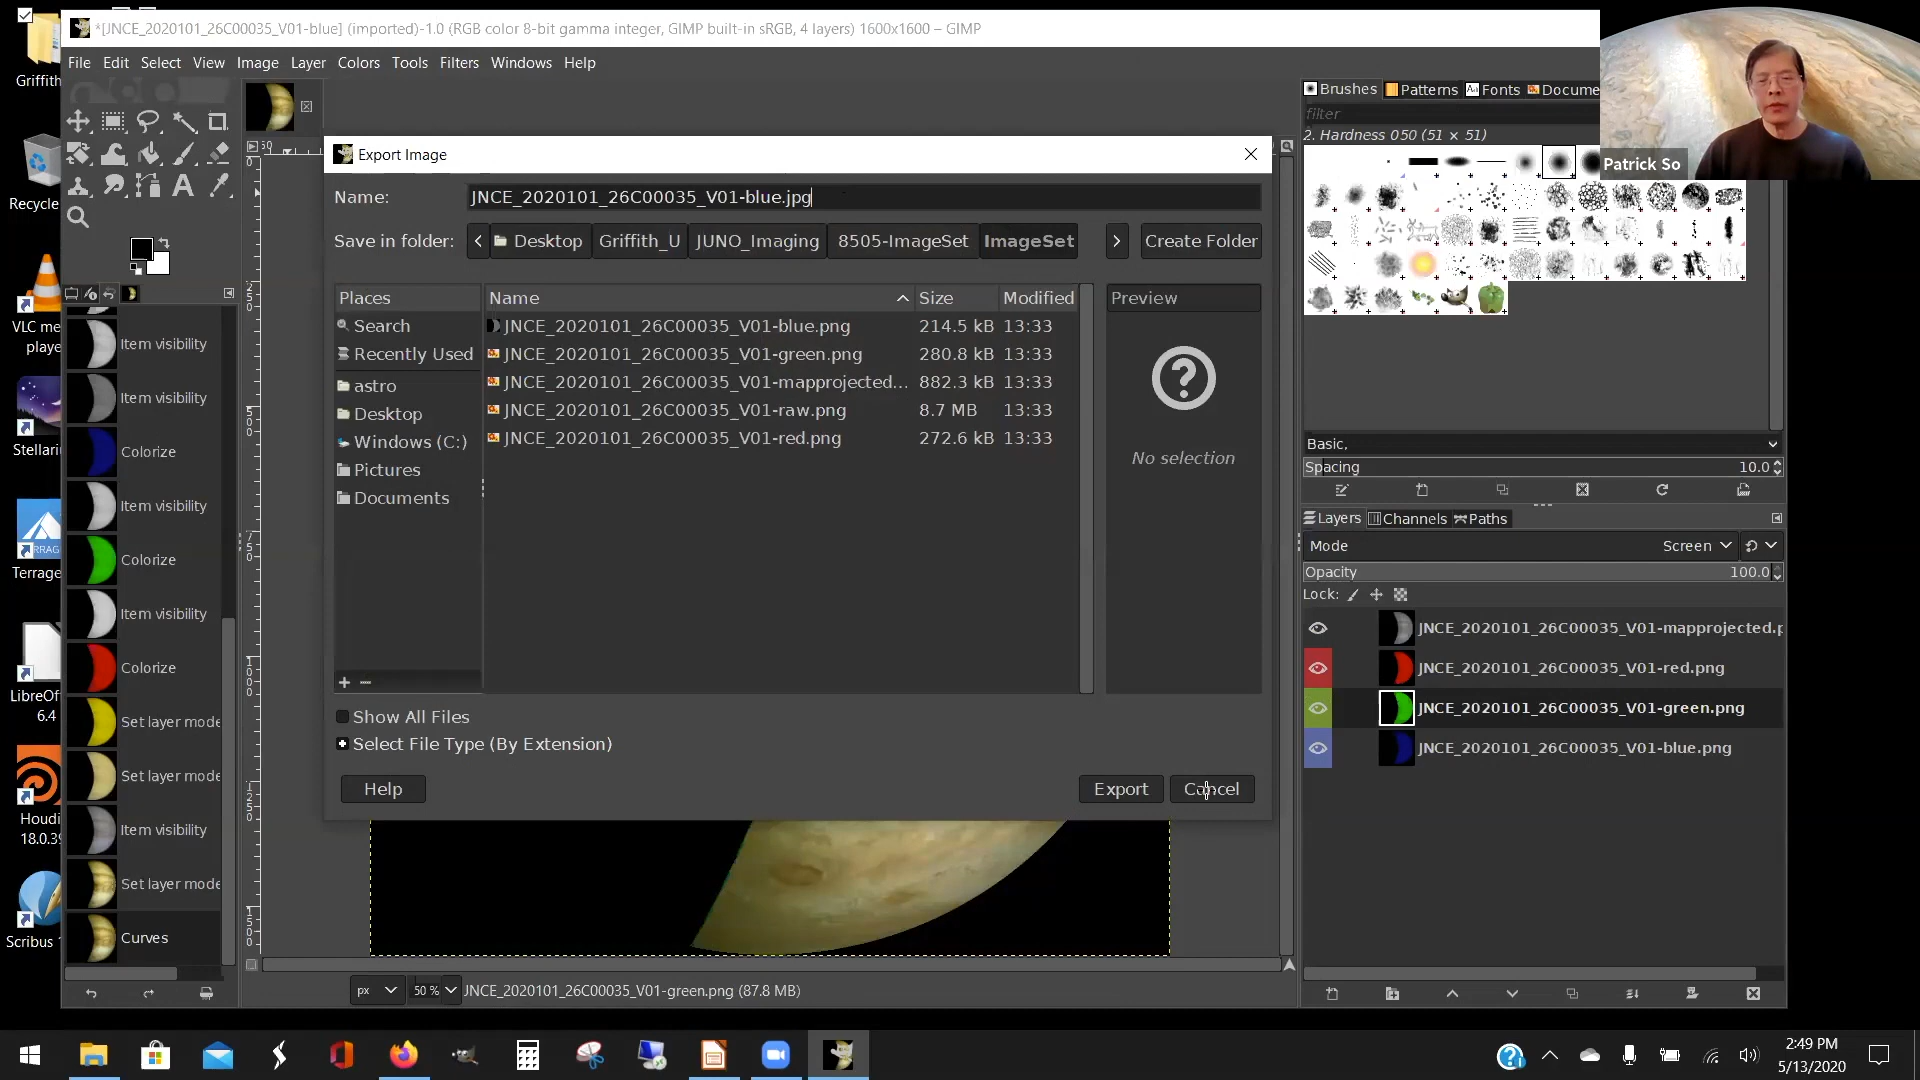 *[JNCE_2020101_26C00035_V01-blue] (imported)-1.0 (RGB color 8-bit gamma integer, GIMP built-in sRGB, 4 layers) 1600x1600 – GIMP
File Edit Select View Image Layer Colors Tools Filters Windows Help
Griffith
Recycle
VLC me
playe
Stellari
Terrage
LibreOf
6.4
Houdi
18.0.39
Scribus 1
Item visibility
Item visibility
Colorize
Item visibility
Colorize
Item visibility
Colorize
Set layer mode
Set layer mode
Item visibility
Set layer mode
Curves
Export Image
Name: JNCE_2020101_26C00035_V01-blue.jpg
Save in folder: Desktop Griffith_U JUNO_Imaging 8505-ImageSet ImageSet Create Folder
Places
Search
Recently Used
astro
Desktop
Windows (C:)
Pictures
Documents
Name Size Modified
JNCE_2020101_26C00035_V01-blue.png 214.5 kB 13:33
JNCE_2020101_26C00035_V01-green.png 280.8 kB 13:33
JNCE_2020101_26C00035_V01-mapprojected... 882.3 kB 13:33
JNCE_2020101_26C00035_V01-raw.png 8.7 MB 13:33
JNCE_2020101_26C00035_V01-red.png 272.6 kB 13:33
Preview
No selection
Show All Files
Select File Type (By Extension)
Help Export Cancel
px 50 % JNCE_2020101_26C00035_V01-green.png (87.8 MB)
Brushes Patterns Fonts Docume
filter
2. Hardness 050 (51 × 51)
Patrick So
Basic,
Spacing 10.0
Layers Channels Paths
Mode Screen
Opacity 100.0
Lock:
JNCE_2020101_26C00035_V01-mapprojected.p
JNCE_2020101_26C00035_V01-red.png
JNCE_2020101_26C00035_V01-green.png
JNCE_2020101_26C00035_V01-blue.png
2:49 PM
5/13/2020